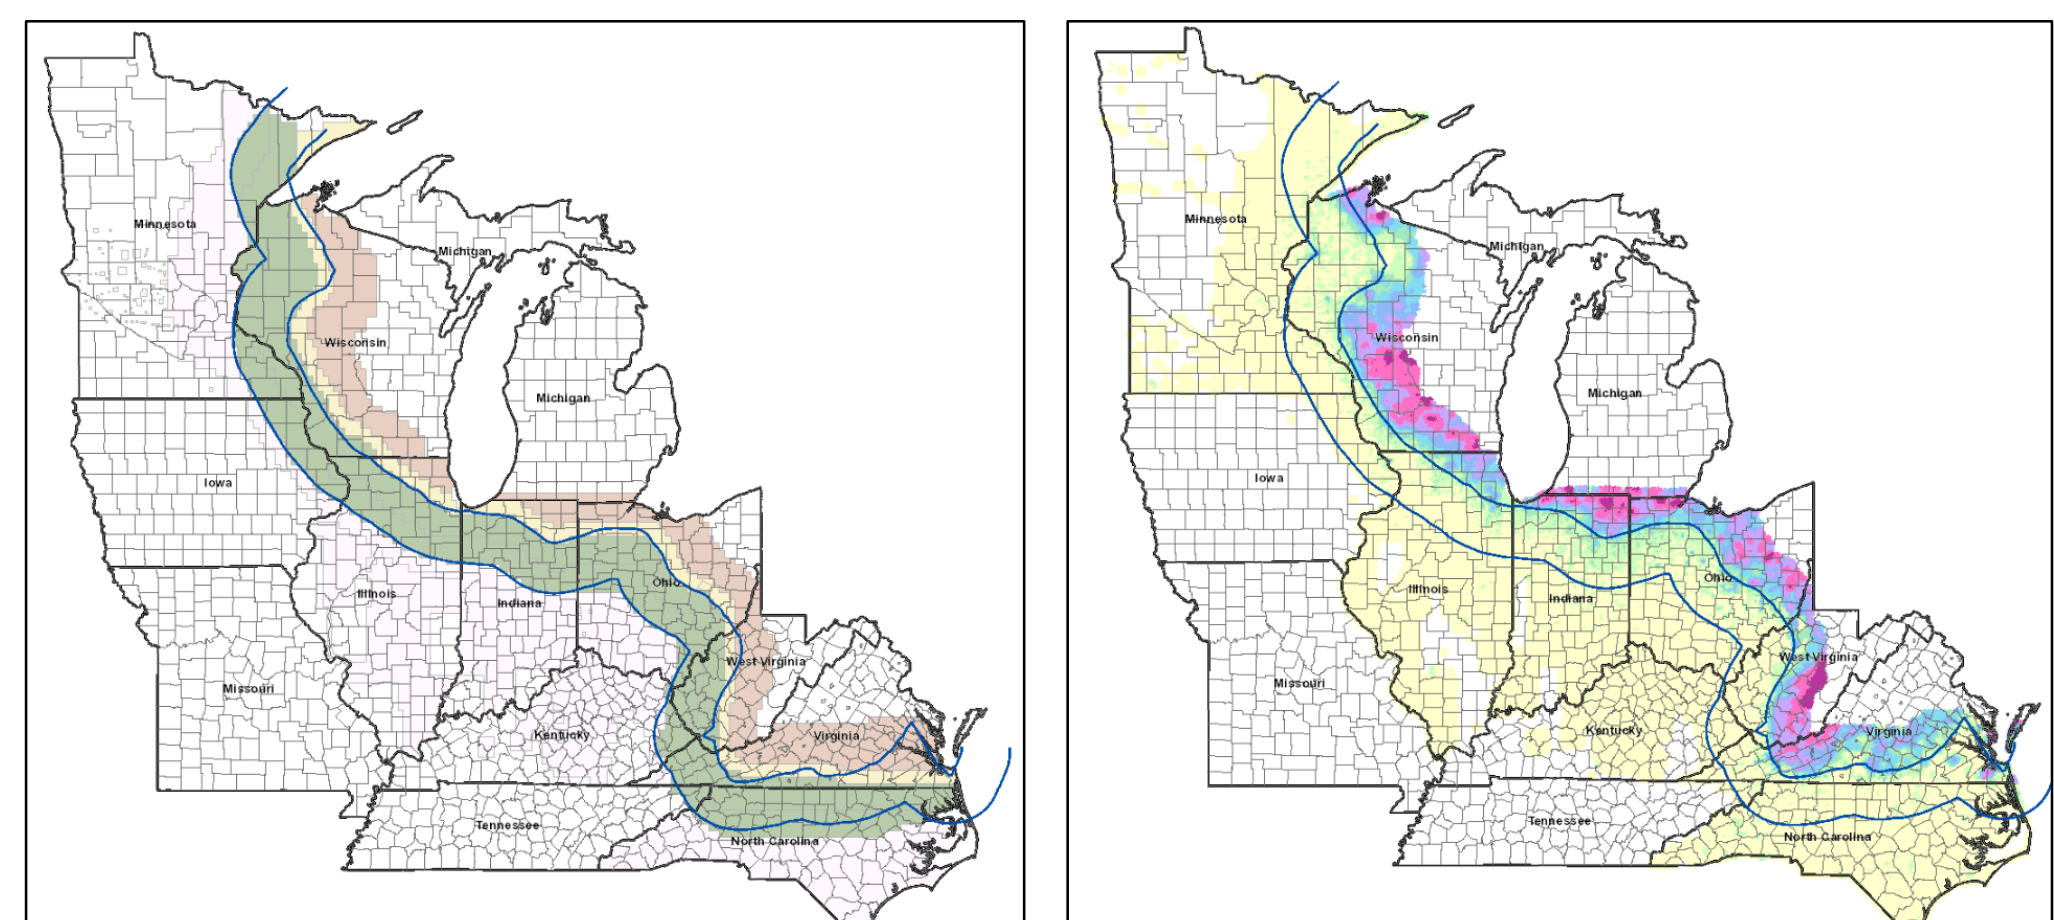 Minnesota
Michigan
Wisconsin
Michigan
Iowa
Ohio
Illinois
Indiana
West Virginia
Missouri
Kentucky
Virginia
Tennessee
North Carolina
Minnesota
Michigan
Wisconsin
Michigan
Iowa
Ohio
Illinois
Indiana
West Virginia
Missouri
Kentucky
Virginia
Tennessee
North Carolina